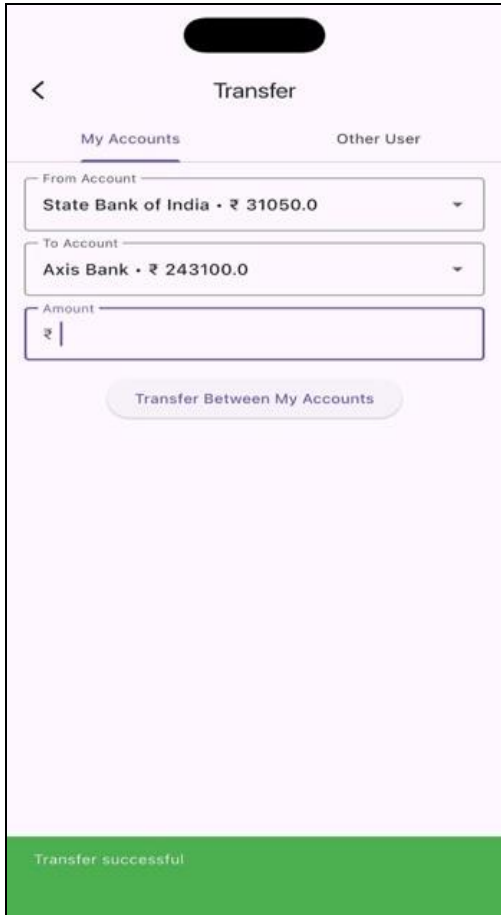 Transfer
My Accounts
Other User
From Account
State Bank of India • ₹ 31050.0
To Account
Axis Bank • ₹ 243100.0
Amount
₹
Transfer Between My Accounts
Transfer successful